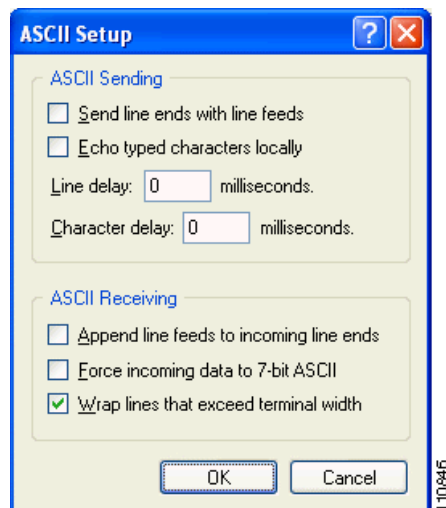 ASCII Setup
ASCII Sending
Send line ends with line feeds
Echo typed characters locally
Line delay: 0 milliseconds.
Character delay: 0 milliseconds.
ASCII Receiving
Append line feeds to incoming line ends
Force incoming data to 7-bit ASCII
Wrap lines that exceed terminal width
OK Cancel